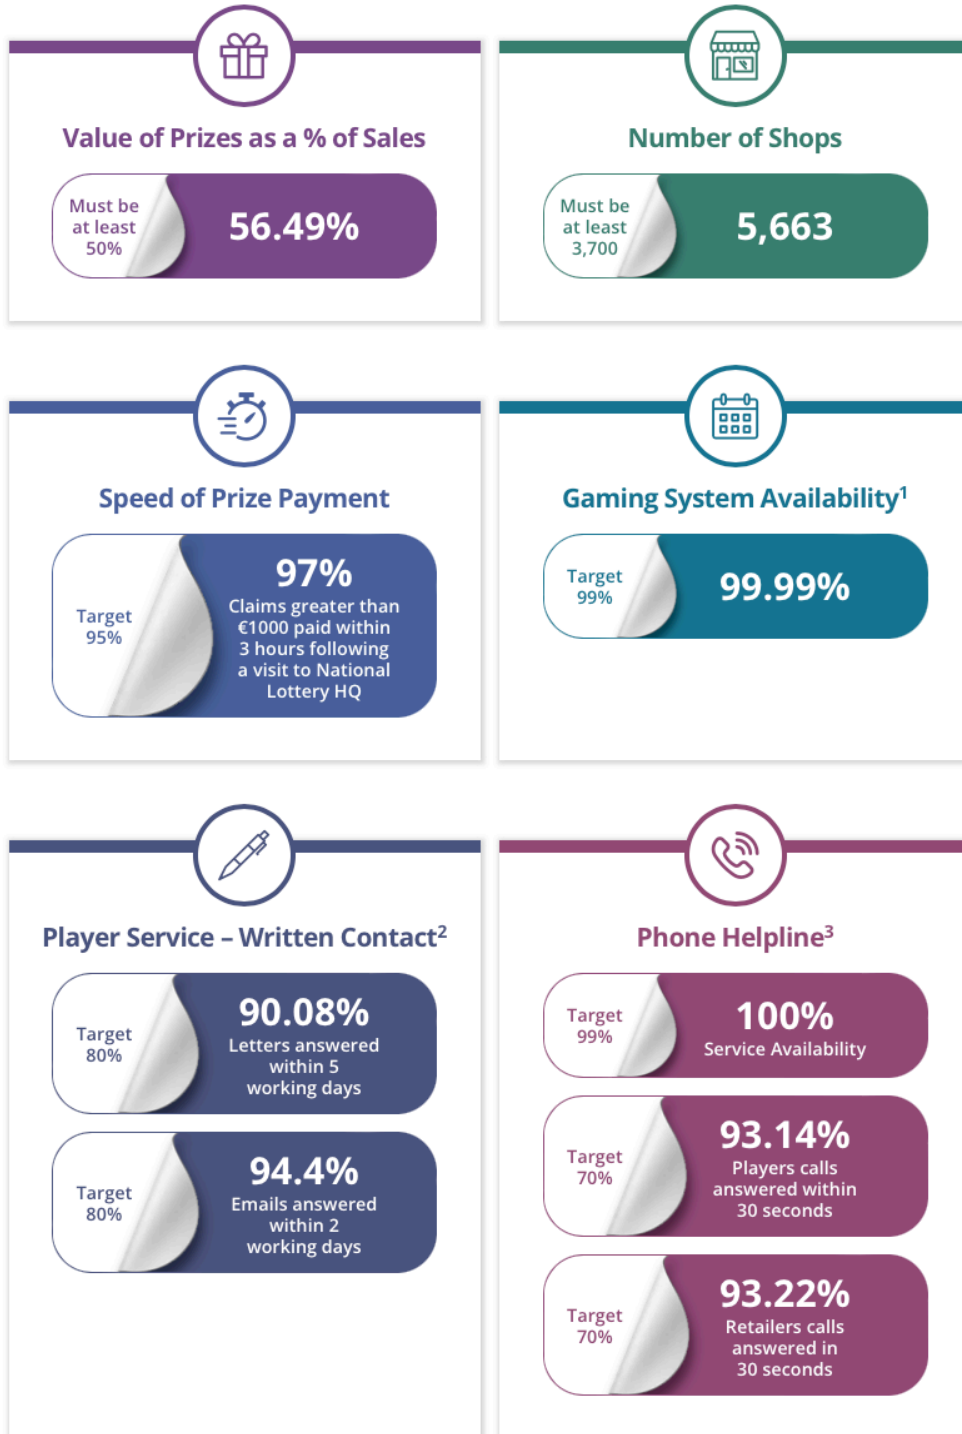 Value of Prizes as a % of Sales
Must be
at least
50%
56.49%
Number of Shops
Must be
at least
3,700
5,663
Speed of Prize Payment
Target
95%
97%
Claims greater than
€1000 paid within
3 hours following
a visit to National
Lottery HQ
Gaming System Availability¹
Target
99%
99.99%
Player Service – Written Contact²
Target
80%
90.08%
Letters answered
within 5
working days
Target
80%
94.4%
Emails answered
within 2
working days
Phone Helpline³
Target
99%
100%
Service Availability
Target
70%
93.14%
Players calls
answered within
30 seconds
Target
70%
93.22%
Retailers calls
answered in
30 seconds